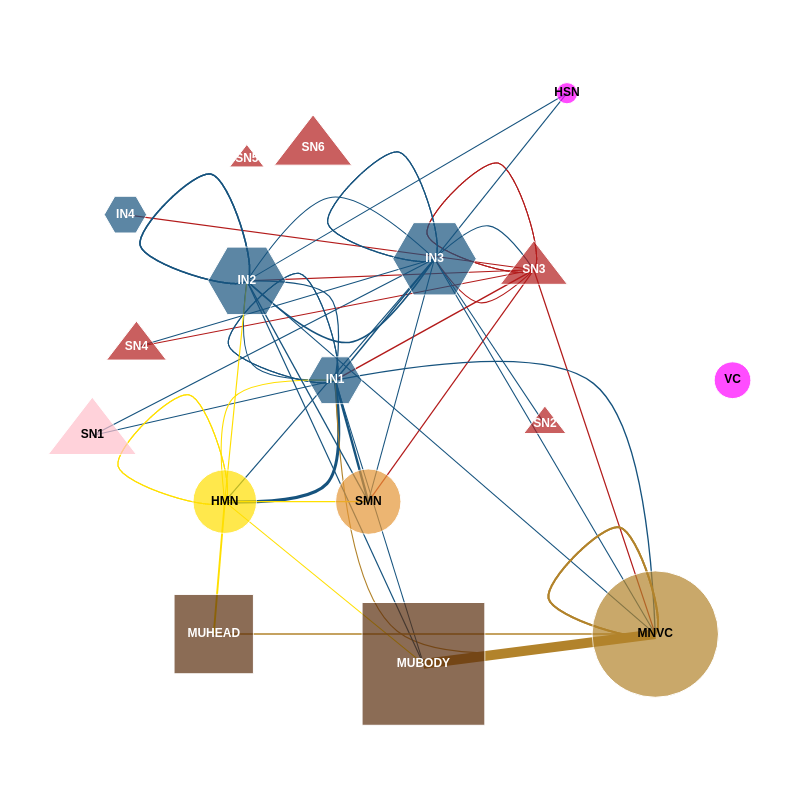 HSN
SN6
SN5
IN4
IN3
SN3
IN2
SN4
IN1
VC
SN2
SN1
HMN
SMN
MUHEAD
MNVC
MUBODY